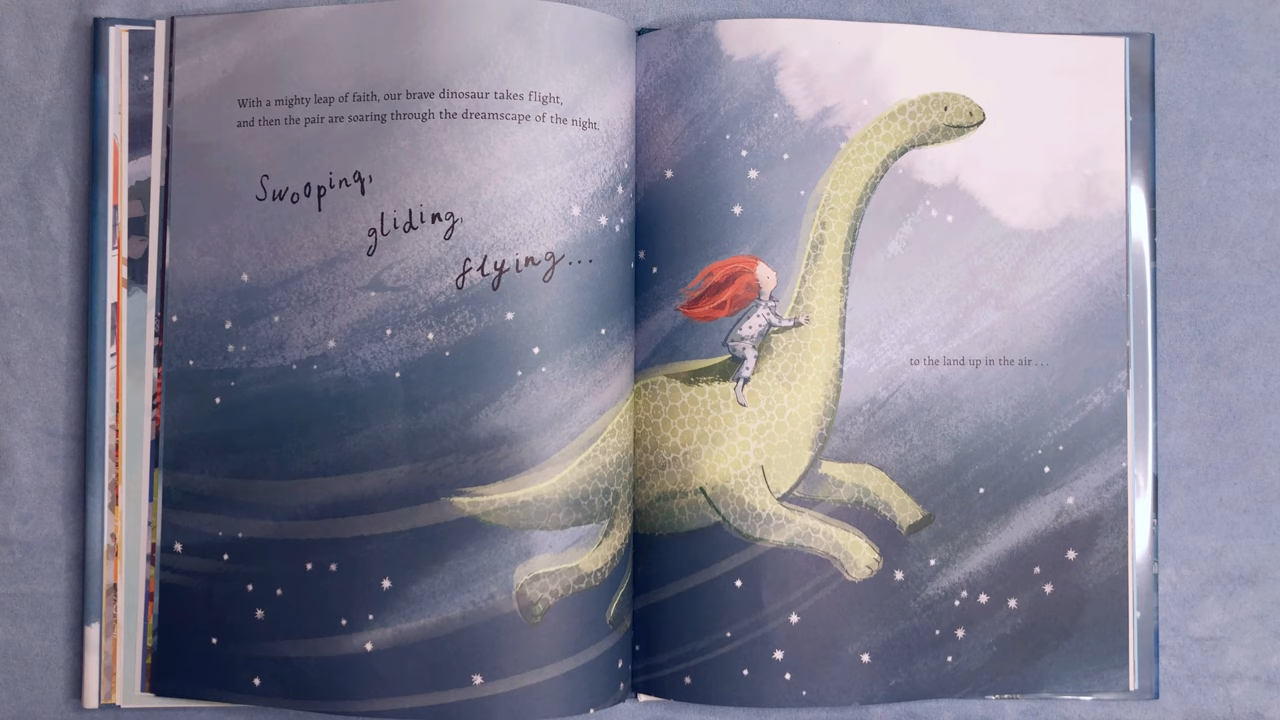 With a mighty leap of faith, our brave dinosaur takes flight,
and then the pair are soaring through the dreamscape of the night.
Swooping,
gliding,
flying...
to the land up in the air . . .